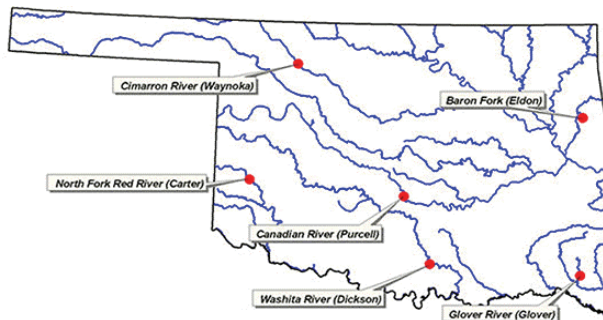 Cimarron River (Waynoka)
Baron Fork (Eldon)
North Fork Red River (Carter)
Canadian River (Purcell)
Washita River (Dickson)
Glover River (Glover)